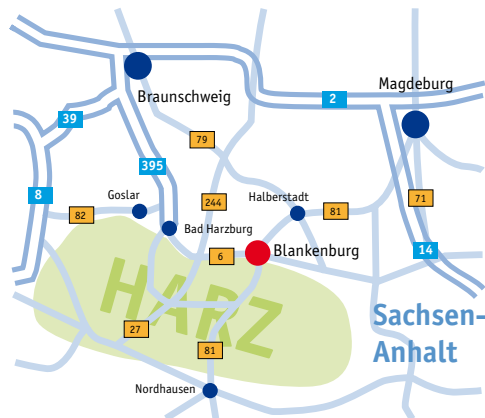 Magdeburg
Braunschweig
2
39
79
395
8
Goslar
82
244
Halberstadt
81
71
Bad Harzburg
6
Blankenburg
14
HARZ
Sachsen-
Anhalt
27
81
Nordhausen